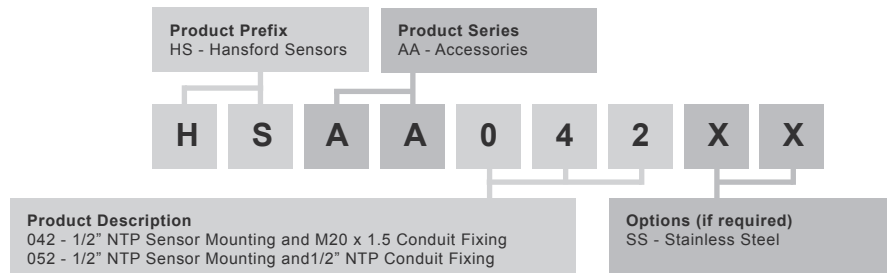 Product Prefix
HS - Hansford Sensors
Product Series
AA - Accessories
H S A A 0 4 2 X X
Product Description
042 - 1/2” NTP Sensor Mounting and M20 x 1.5 Conduit Fixing
052 - 1/2” NTP Sensor Mounting and1/2” NTP Conduit Fixing
Options (if required)
SS - Stainless Steel